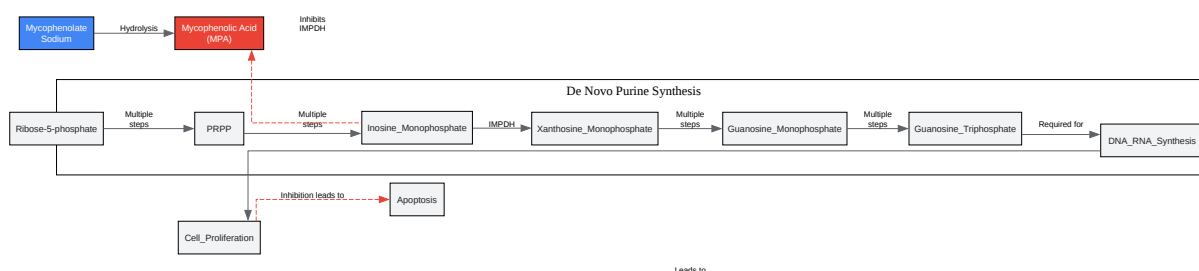 Mycophenolate
Sodium
Hydrolysis
Mycophenolic Acid
(MPA)
Inhibits
IMPDH
De Novo Purine Synthesis
Ribose-5-phosphate
Multiple
steps
PRPP
Multiple
steps
Inosine_Monophosphate
IMPDH
Xanthosine_Monophosphate
Multiple
steps
Guanosine_Monophosphate
Multiple
steps
Guanosine_Triphosphate
Required for
DNA_RNA_Synthesis
Inhibition leads to
Apoptosis
Cell_Proliferation
Leads to